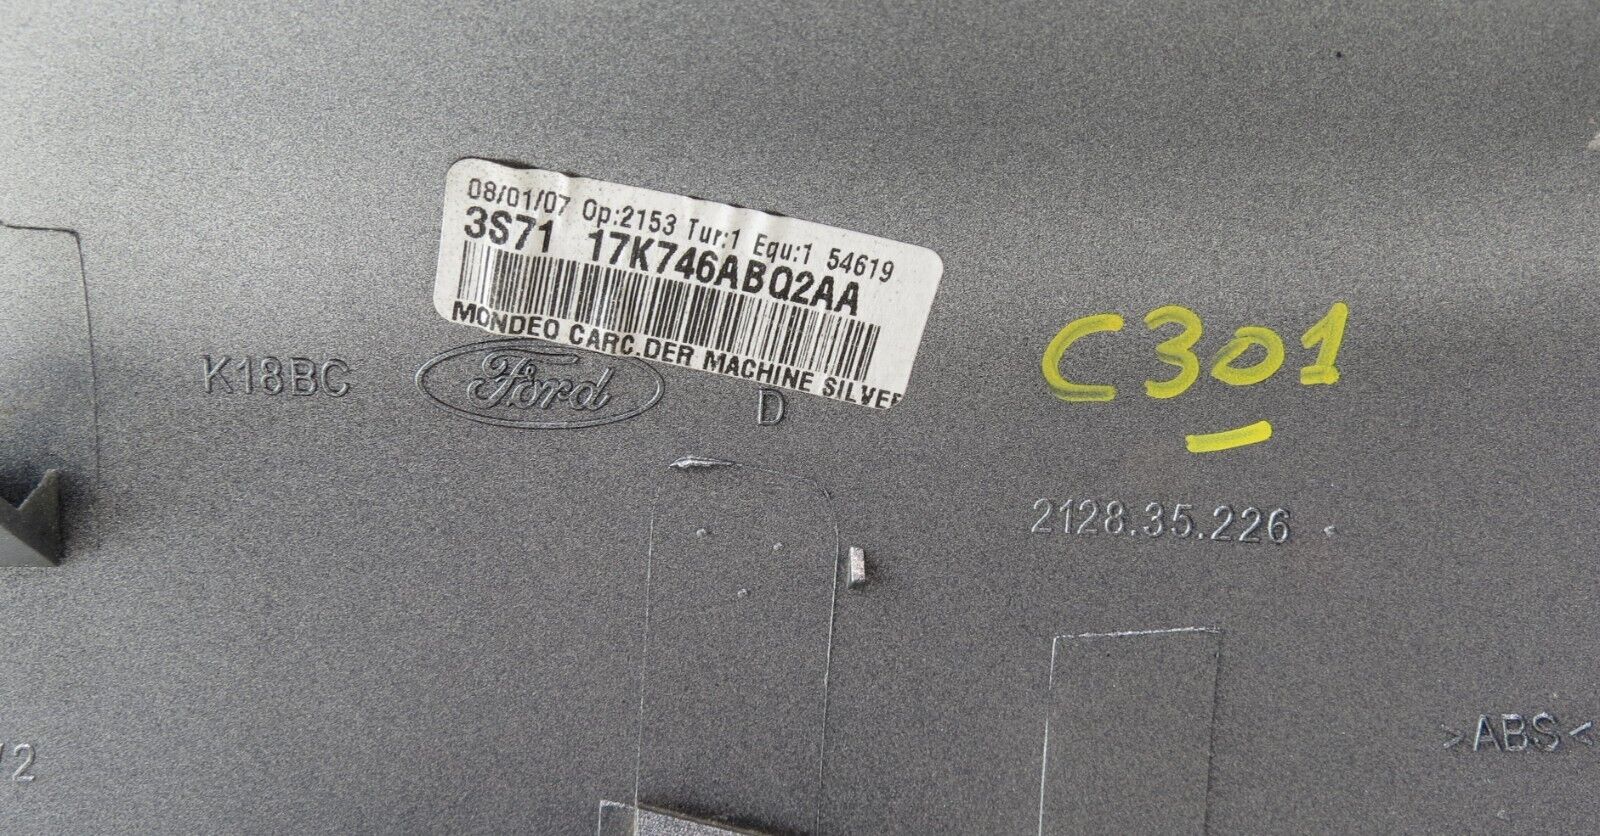 08/01/07 Op:2153 Tur:1 Equ:1 54619
3S71 17K746ABQ2AA
MONDEO CARC.DER MACHINE SILVER
K18BC Ford D
C301
2128.35.226
>ABS<
/2